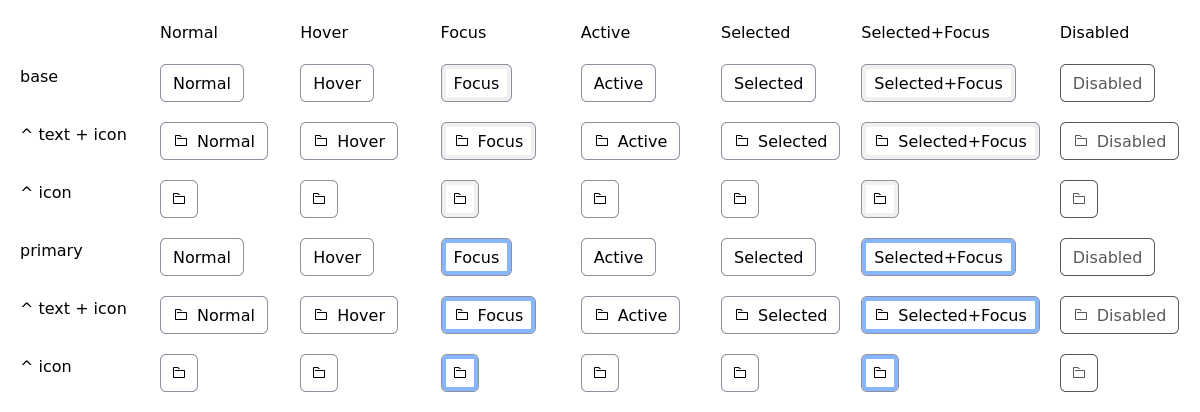 Normal Hover Focus Active Selected Selected+Focus Disabled
base Normal Hover Focus Active Selected Selected+Focus Disabled
^ text + icon Normal Hover Focus Active Selected Selected+Focus Disabled
^ icon
primary Normal Hover Focus Active Selected Selected+Focus Disabled
^ text + icon Normal Hover Focus Active Selected Selected+Focus Disabled
^ icon